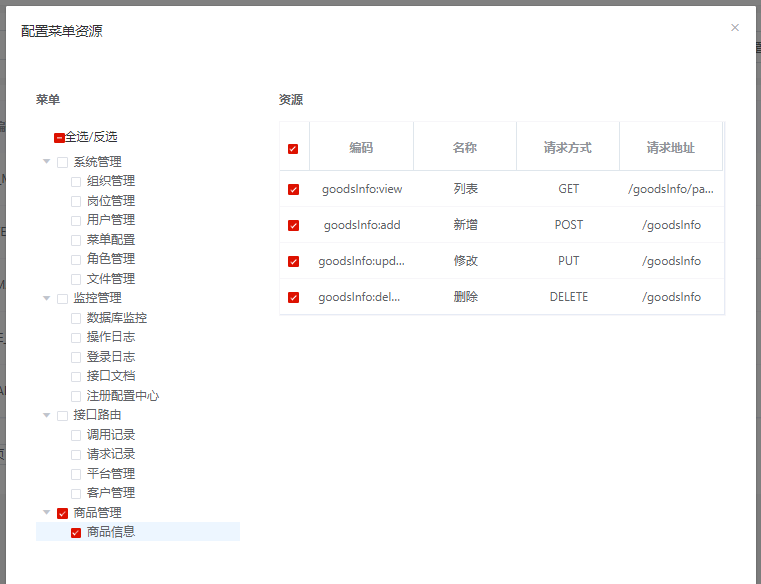 配置菜单资源
菜单
资源
全选/反选
系统管理
组织管理
岗位管理
用户管理
菜单配置
角色管理
文件管理
监控管理
数据库监控
操作日志
登录日志
接口文档
注册配置中心
接口路由
调用记录
请求记录
平台管理
客户管理
商品管理
商品信息
编码 名称 请求方式 请求地址
goodsInfo:view 列表 GET /goodsInfo/pa...
goodsInfo:add 新增 POST /goodsInfo
goodsInfo:upd... 修改 PUT /goodsInfo
goodsInfo:del... 删除 DELETE /goodsInfo